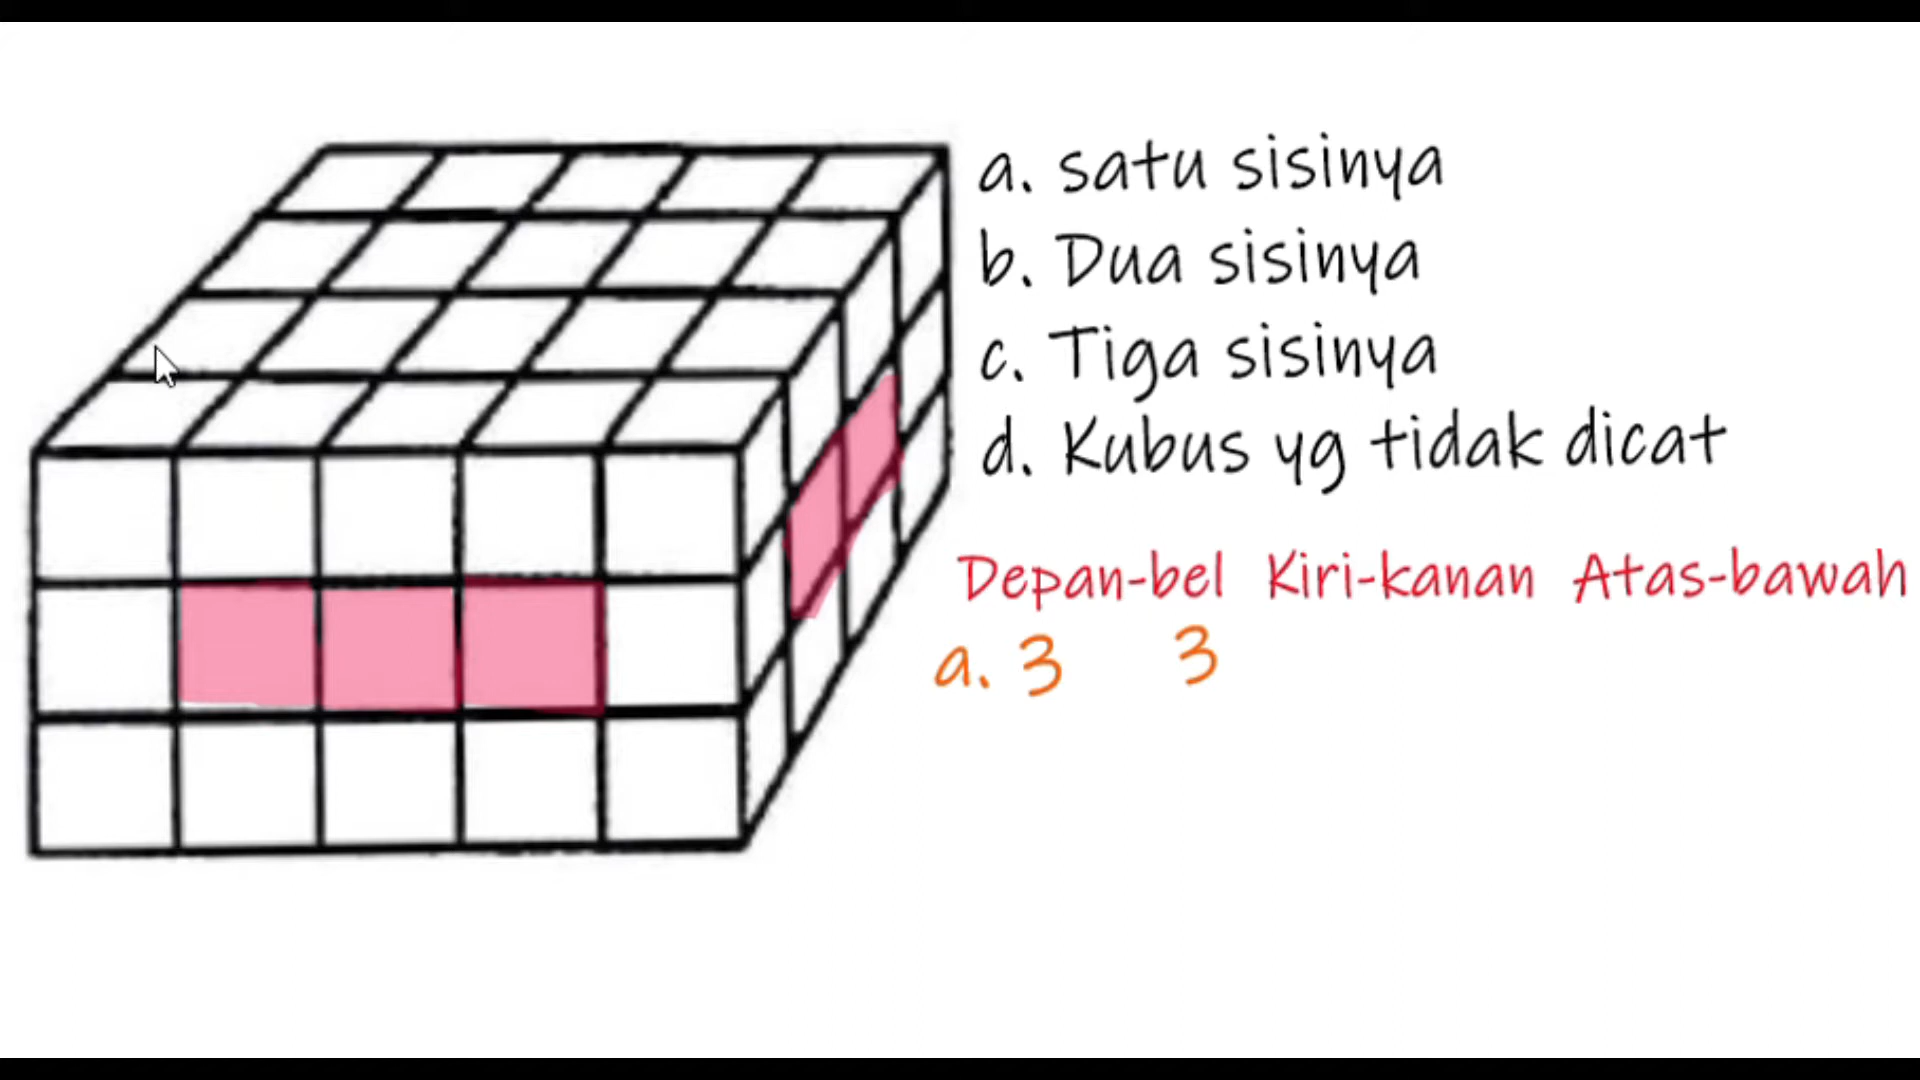 a. satu sisinya
b. Dua sisinya
c. Tiga sisinya
d. Kubus yg tidak dicat
Depan-bel Kiri-kanan Atas-bawah
a. 3 3